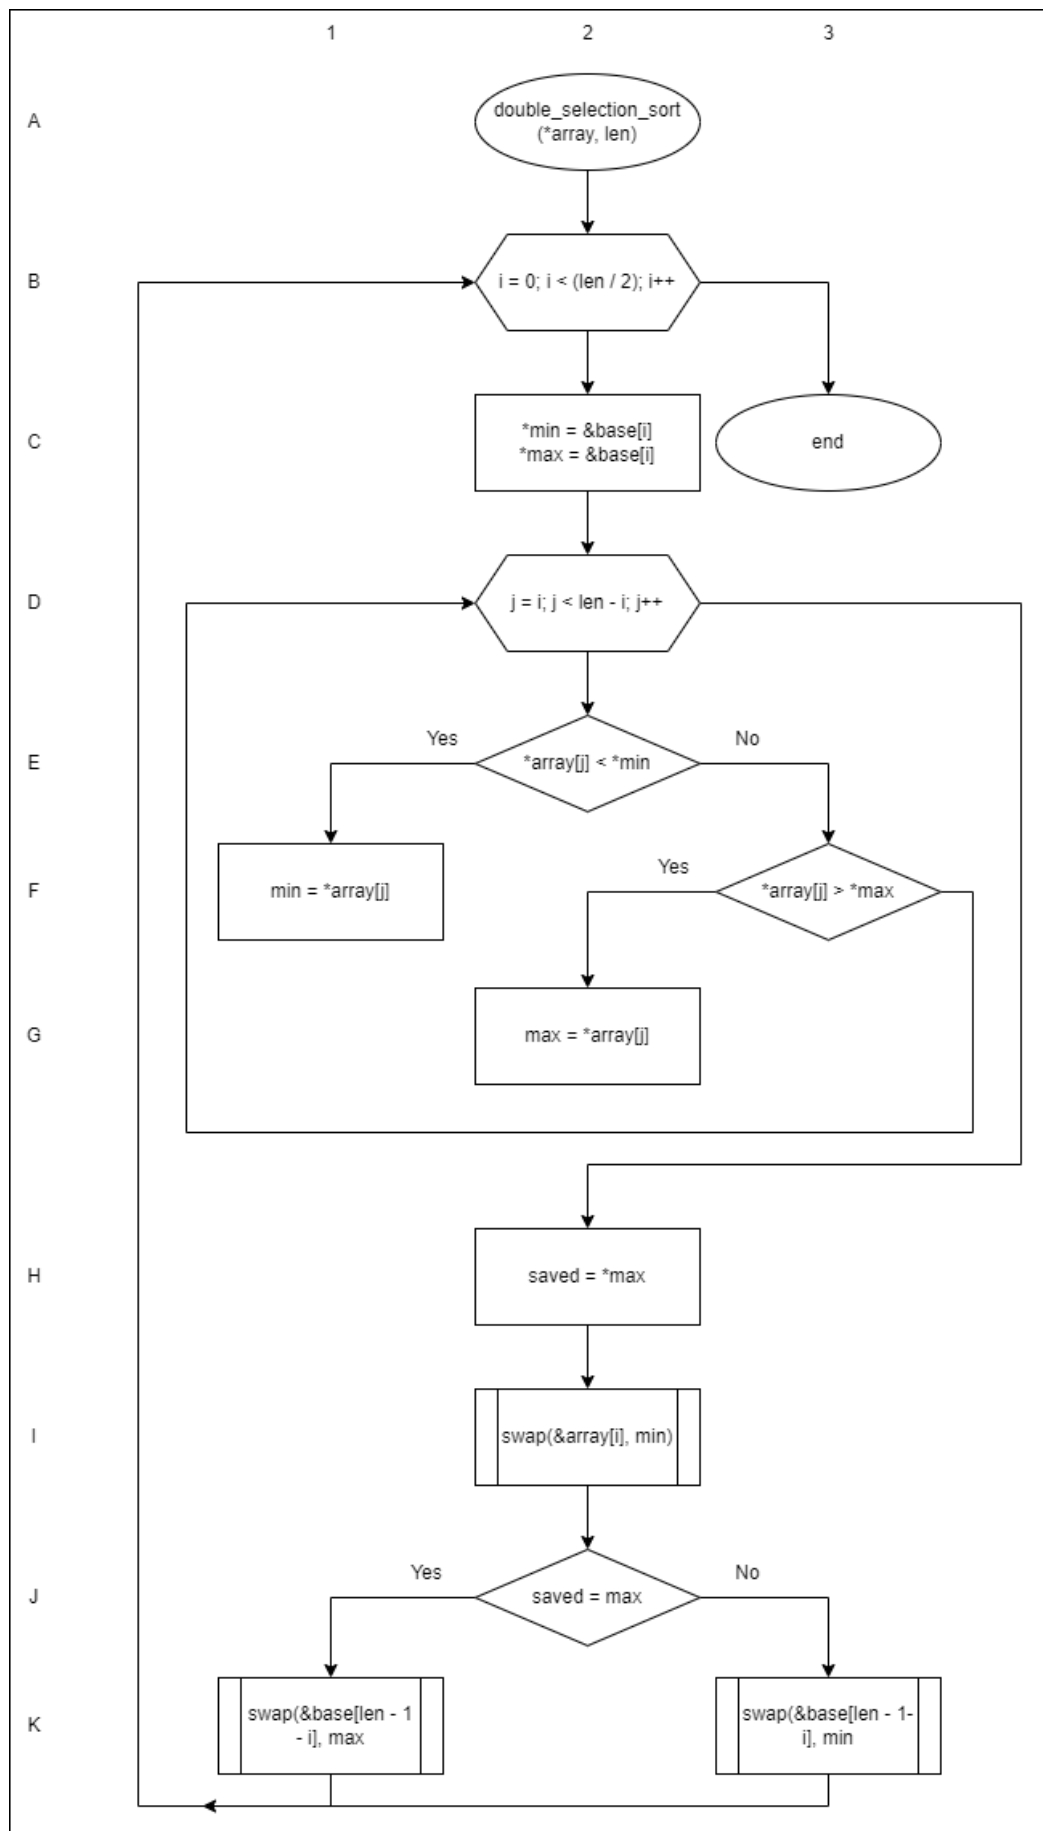 1 2 3
A
double_selection_sort
(*array, len)
B
i = 0; i < (len / 2); i++
C
*min = &base[i]
*max = &base[i]
end
D
j = i; j < len - i; j++
Yes
No
E
*array[j] < *min
Yes
F
min = *array[j]
*array[j] > *max
G
max = *array[j]
H
saved = *max
I
swap(&array[i], min)
Yes
No
J
saved = max
K
swap(&base[len - 1
- i], max
swap(&base[len - 1-
i], min